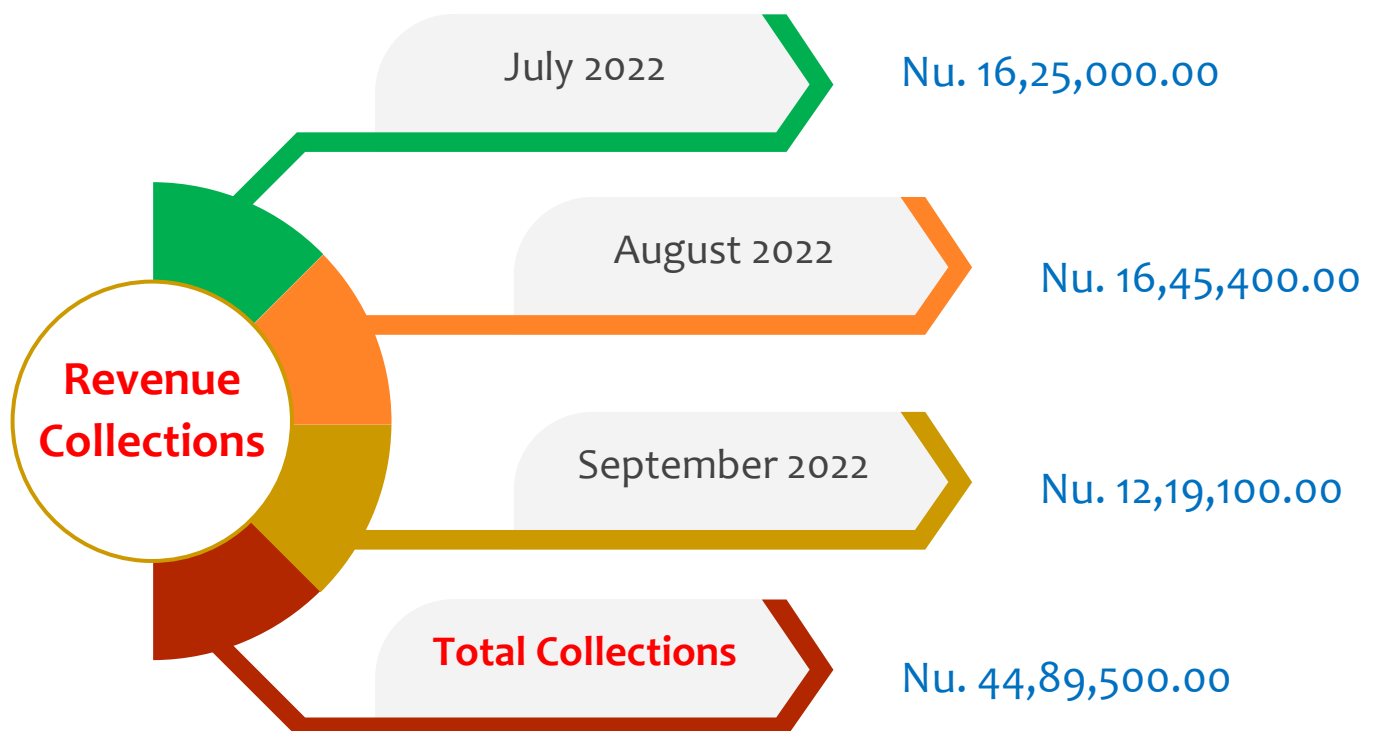 July 2022
Nu. 16,25,000.00
August 2022
Nu. 16,45,400.00
Revenue
Collections
September 2022
Nu. 12,19,100.00
Total Collections
Nu. 44,89,500.00